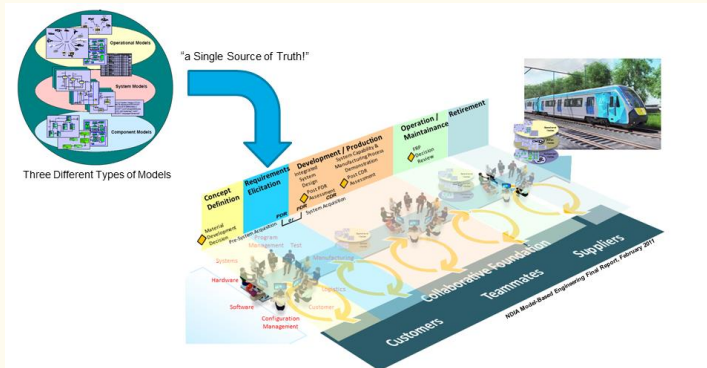 Operational Models
System Models
Component Models
Three Different Types of Models
"a Single Source of Truth!"
Concept
Definition
Requirements
Elicitation
Development / Production
Operation /
Maintainance
Retirement
Material
Development
Decision
Integrated
System
Design
Post PDR
Assessment
System Capability &
Manufacturing Process
Demonstration
Post CDR
Assessment
FRP
Decision
Review
Pre-System Acquisition
PDR
PDR
CDR
System Acquisition
Program
Management
Test
Systems
Manufacturing
Hardware
Logistics
Software
Customer
Configuration
Management
Collaborative Foundation
Customers
Teammates
Suppliers
NDIA Model-Based Engineering Final Report, February 2011